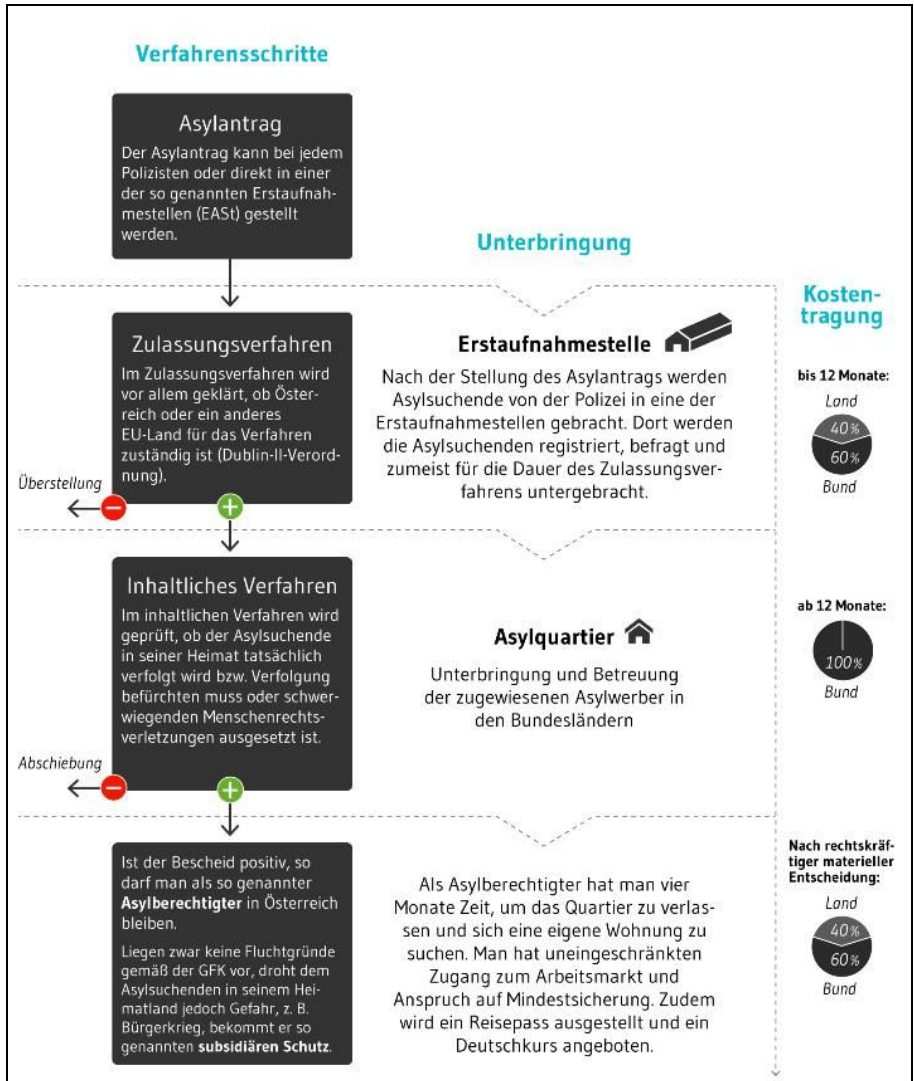 Verfahrensschritte
Asylantrag
Der Asylantrag kann bei jedem
Polizisten oder direkt in einer
der so genannten Erstaufnah-
mestellen (EASt) gestellt
werden.
Unterbringung
Kosten-
tragung
Zulassungsverfahren
Im Zulassungsverfahren wird
vor allem geklärt, ob Öster-
reich oder ein anderes
EU-Land für das Verfahren
zuständig ist (Dublin-II-Verord-
nung).
Überstellung
Erstaufnahmestelle
Nach der Stellung des Asylantrags werden
Asylsuchende von der Polizei in eine der
Erstaufnahmestellen gebracht. Dort werden
die Asylsuchenden registriert, befragt und
zumeist für die Dauer des Zulassungsver-
fahrens untergebracht.
bis 12 Monate:
Land
40%
60%
Bund
Inhaltliches Verfahren
Im inhaltlichen Verfahren wird
geprüft, ob der Asylsuchende
in seiner Heimat tatsächlich
verfolgt wird bzw. Verfolgung
befürchten muss oder schwer-
wiegenden Menschenrechts-
verletzungen ausgesetzt ist.
Abschiebung
Asylquartier
Unterbringung und Betreuung
der zugewiesenen Asylwerber in
den Bundesländern
ab 12 Monate:
100%
Bund
Ist der Bescheid positiv, so
darf man als so genannter
Asylberechtigter in Österreich
bleiben.
Liegen zwar keine Fluchtgründe
gemäß der GFK vor, droht dem
Asylsuchenden in seinem Hei-
matland jedoch Gefahr, z. B.
Bürgerkrieg, bekommt er so
genannten subsidiären Schutz.
Als Asylberechtigter hat man vier
Monate Zeit, um das Quartier zu verlas-
sen und sich eine eigene Wohnung zu
suchen. Man hat uneingeschränkten
Zugang zum Arbeitsmarkt und
Anspruch auf Mindestsicherung. Zudem
wird ein Reisepass ausgestellt und ein
Deutschkurs angeboten.
Nach rechtskräf-
tiger materieller
Entscheidung:
Land
40%
60%
Bund